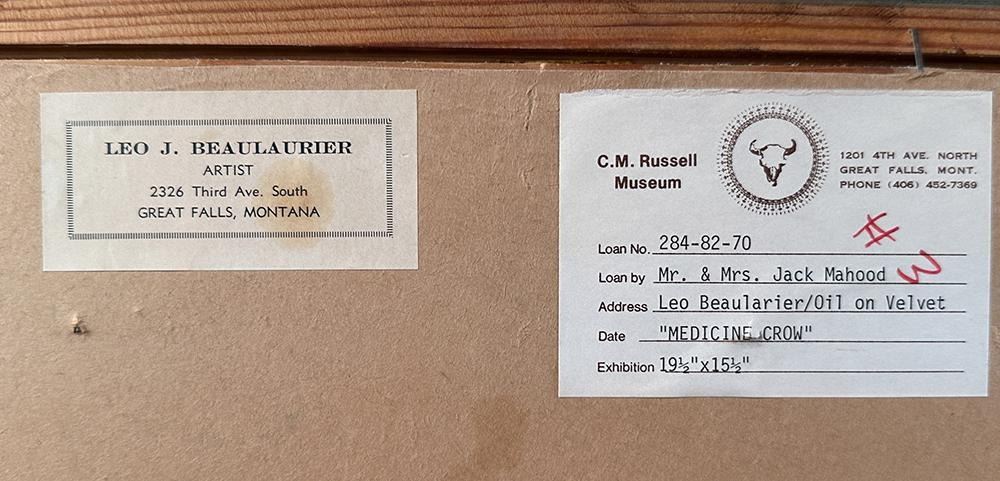 LEO J. BEAULAURIER
ARTIST
2326 Third Ave. South
GREAT FALLS, MONTANA
C.M. Russell
Museum
1201 4TH AVE. NORTH
GREAT FALLS, MONT.
PHONE (406) 452-7369
# 3
Loan No. 284-82-70
Loan by Mr. & Mrs. Jack Mahood
Address Leo Beaularier/Oil on Velvet
Date "MEDICINE CROW"
Exhibition 19½"x15½"